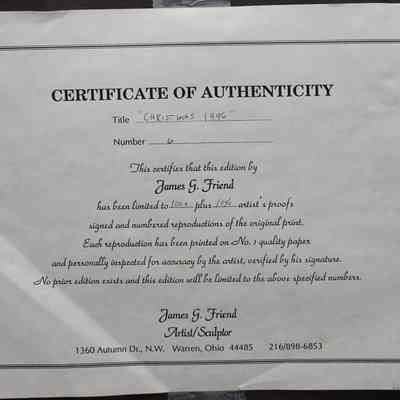 CERTIFICATE OF AUTHENTICITY
Title "CHRISTMAS 1996"
Number 6
This certifies that this edition by
James G. Friend
has been limited to 1000 plus 10% artist's proofs
signed and numbered reproductions of the original print.
Each reproduction has been printed on No. 1 quality paper
and personally inspected for accuracy by the artist, verified by his signature.
No prior edition exists and this edition will be limited to the above specified numbers.
James G. Friend
Artist/Sculptor
1360 Autumn Dr., N.W. Warren, Ohio 44485 216/898-6853